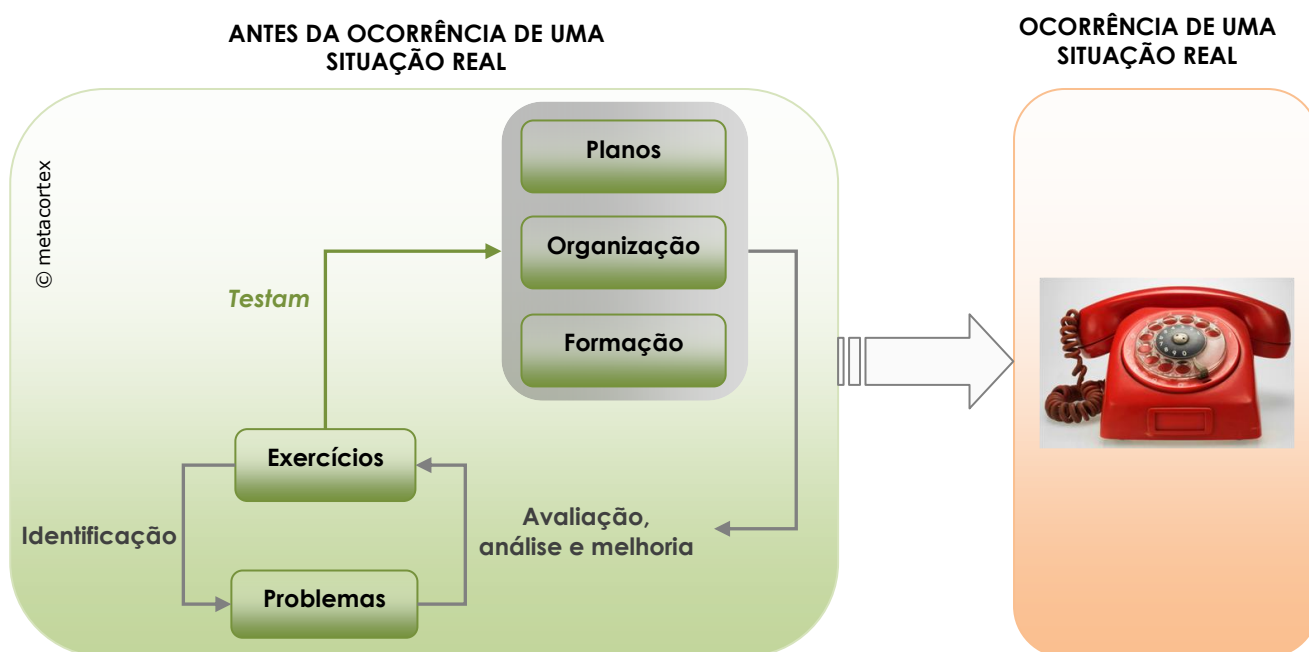 ANTES DA OCORRÊNCIA DE UMA
SITUAÇÃO REAL
OCORRÊNCIA DE UMA
SITUAÇÃO REAL
© metacortex
Planos
Organização
Formação
Testam
Exercícios
Identificação
Avaliação,
análise e melhoria
Problemas